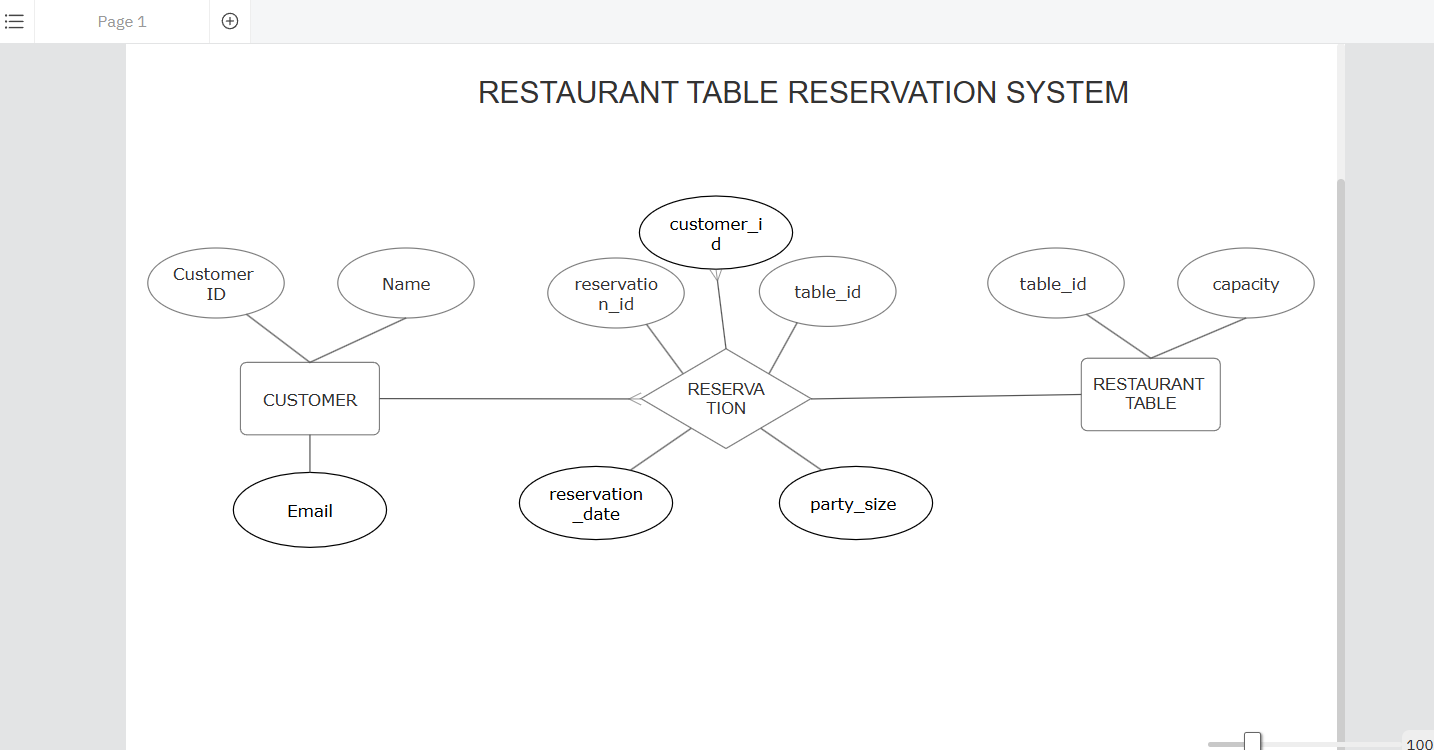 Page 1
RESTAURANT TABLE RESERVATION SYSTEM
customer_i
d
Customer
ID
Name
reservatio
n_id
table_id
table_id
capacity
CUSTOMER
RESERVA
TION
RESTAURANT
TABLE
Email
reservation
_date
party_size
100